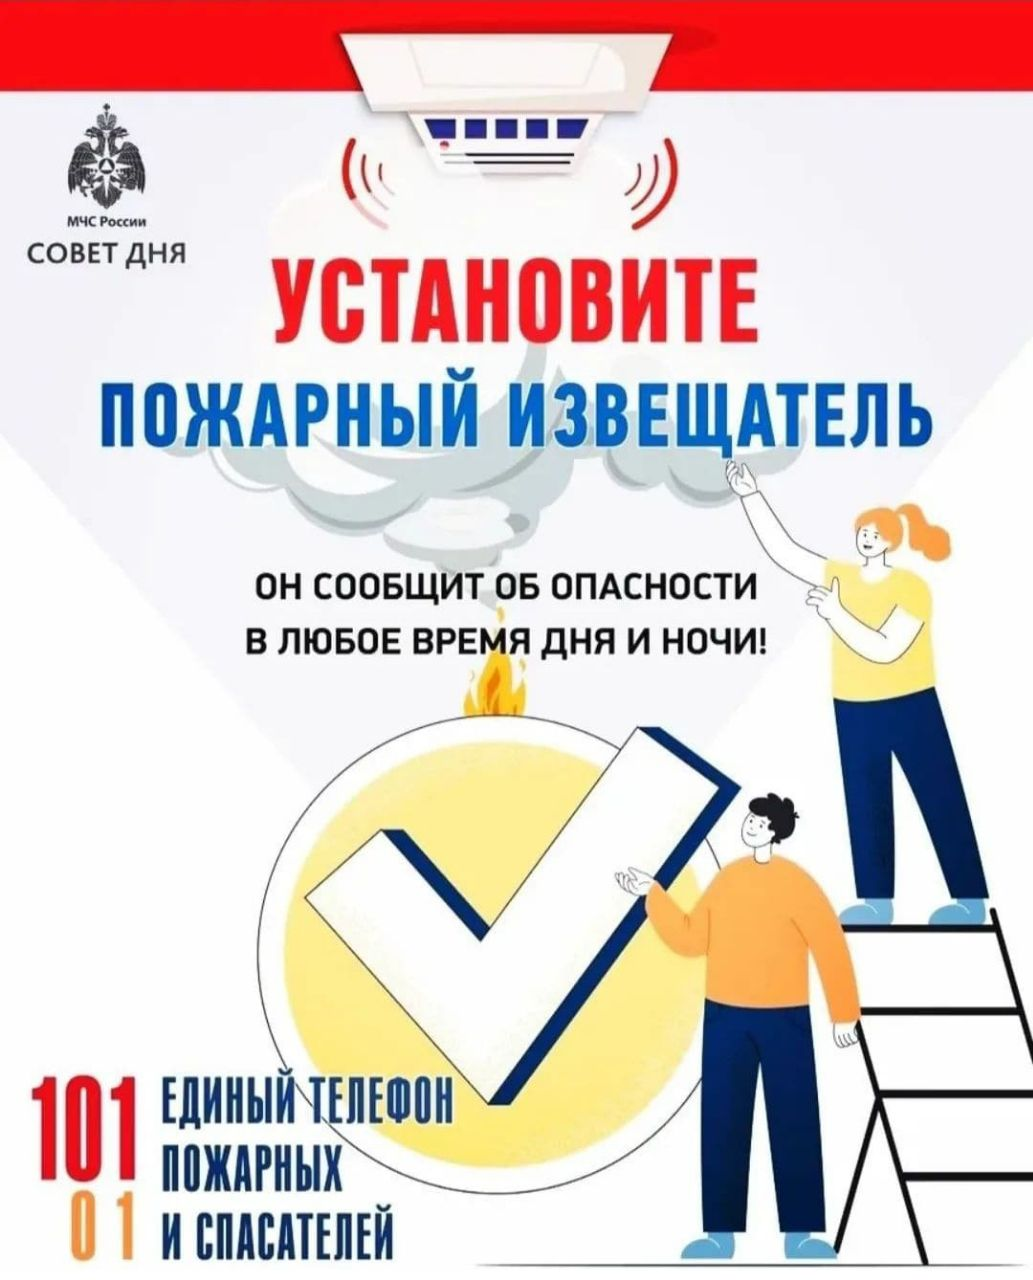 МЧС России
СОВЕТ ДНЯ
УСТАНОВИТЕ
ПОЖАРНЫЙ ИЗВЕЩАТЕЛЬ
ОН СООБЩИТ ОБ ОПАСНОСТИ
В ЛЮБОЕ ВРЕМЯ ДНЯ И НОЧИ!
101 ЕДИНЫЙ ТЕЛЕФОН
ПОЖАРНЫХ
01 И СПАСАТЕЛЕЙ